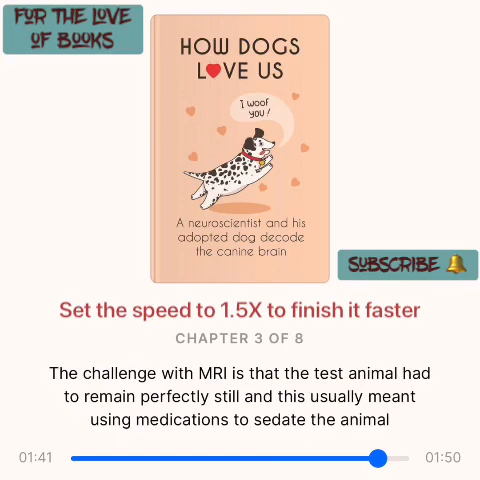 FOR THE LOVE
OF BOOKS
HOW DOGS
LOVE US
I woof
you!
A neuroscientist and his
adopted dog decode
the canine brain
SUBSCRIBE
Set the speed to 1.5X to finish it faster
CHAPTER 3 OF 8
The challenge with MRI is that the test animal had
to remain perfectly still and this usually meant
using medications to sedate the animal
01:41
01:50